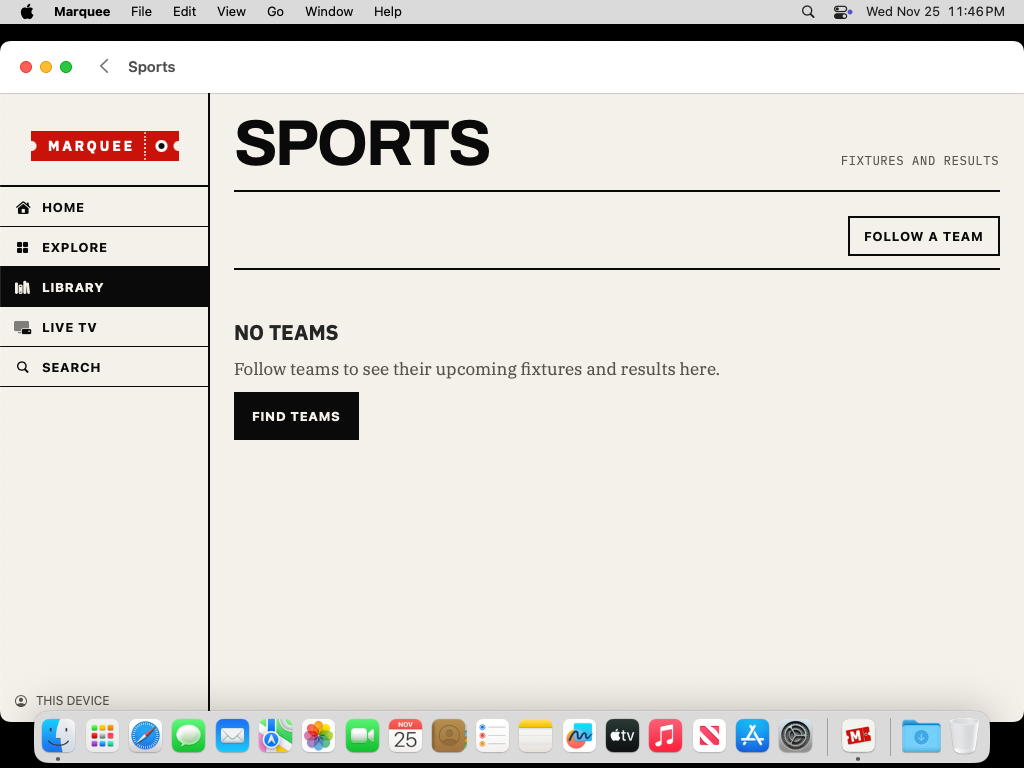 Marquee File Edit View Go Window Help Wed Nov 25 11:46 PM
Sports
MARQUEE
SPORTS
FIXTURES AND RESULTS
HOME
EXPLORE
LIBRARY
LIVE TV
SEARCH
FOLLOW A TEAM
NO TEAMS
Follow teams to see their upcoming fixtures and results here.
FIND TEAMS
THIS DEVICE
NOV
25
tv
M